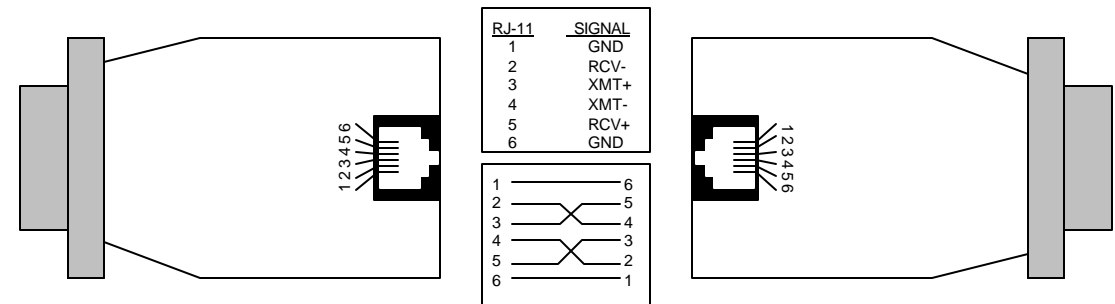 RJ-11 SIGNAL
1 GND
2 RCV-
3 XMT+
4 XMT-
5 RCV+
6 GND
123456
123456
1 6
2 5
3 4
4 3
5 2
6 1